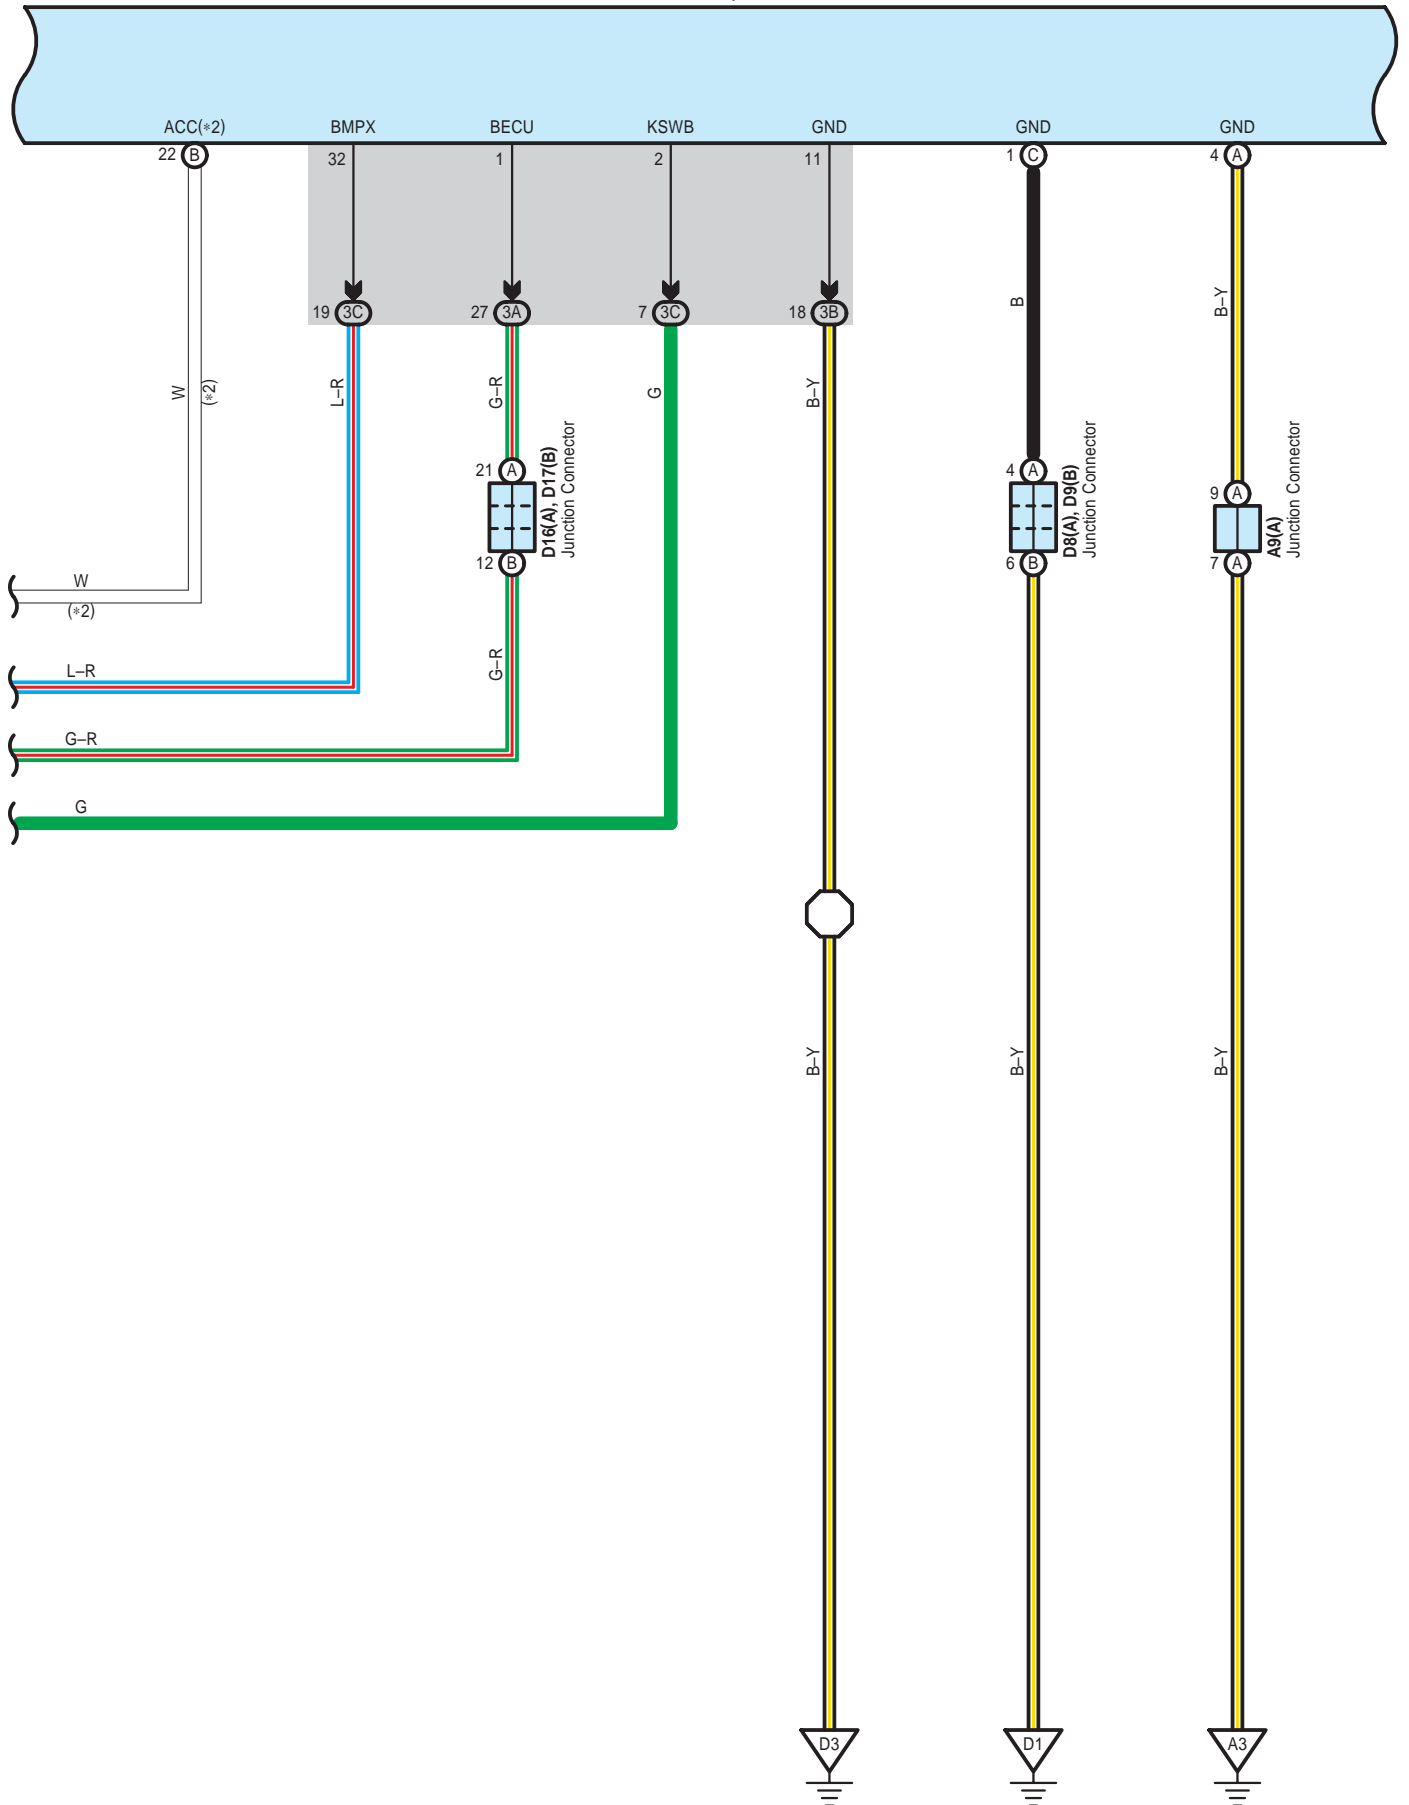 ACC(∗2) BMPX BECU KSWB GND GND GND
22 B 32 1 2 11 1 C 4 A
19 3C 27 3A 7 3C 18 3B
B B–Y
W (∗2) L–R G–R G B–Y
21 A 4 A 9 A
D16(A), D17(B)
Junction Connector
D8(A), D9(B)
Junction Connector
A9(A)
Junction Connector
12 B 6 B 7 A
W
(∗2)
L–R
G–R
G–R
G
B–Y B–Y B–Y
D3 D1 A3